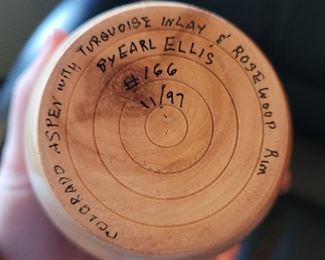 COLORADO ASPEN WITH TURQUOISE INLAY & ROSEWOOD RIM
BY EARL ELLIS
#166
11/97